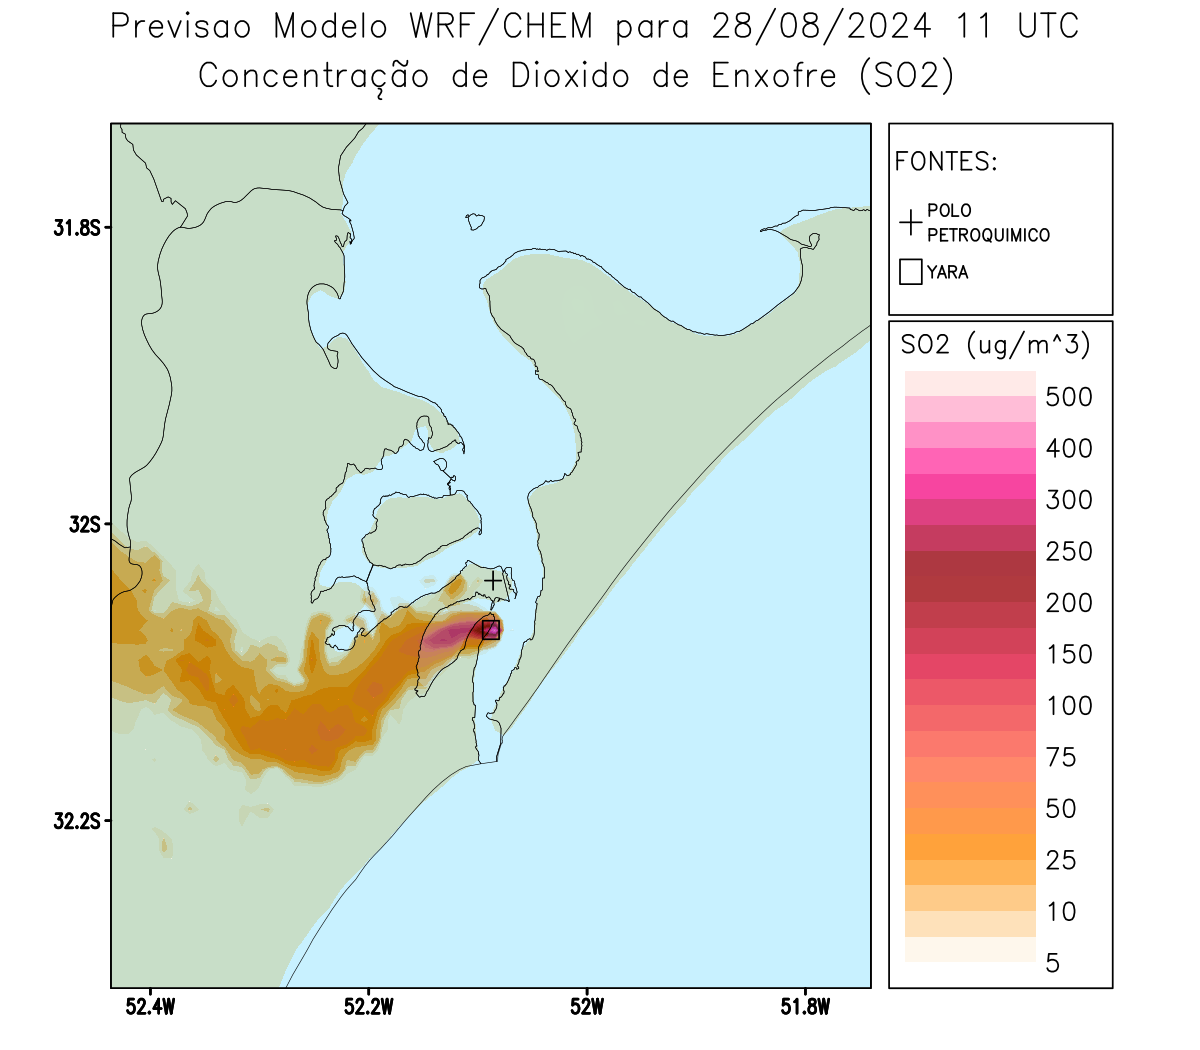 Previsao Modelo WRF/CHEM para 28/08/2024 11 UTC
Concentração de Dioxido de Enxofre (SO2)
FONTES:
POLO
PETROQUIMICO
YARA
SO2 (ug/m^3)
500
400
300
250
200
150
100
75
50
25
10
5
31.8S
32S
32.2S
52.4W
52.2W
52W
51.8W